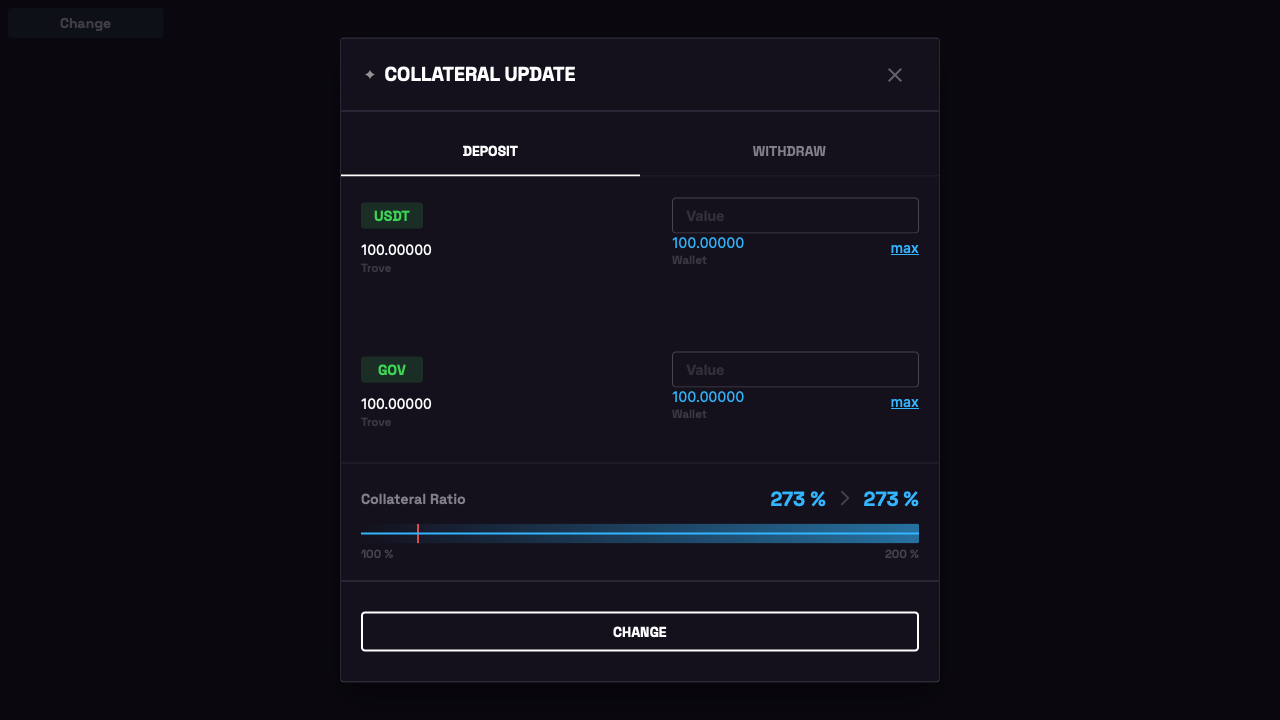 Change
COLLATERAL UPDATE
DEPOSIT
WITHDRAW
USDT
Value
100.00000
Trove
100.00000
Wallet
max
GOV
Value
100.00000
Trove
100.00000
Wallet
max
Collateral Ratio
273 %
273 %
100 %
200 %
CHANGE